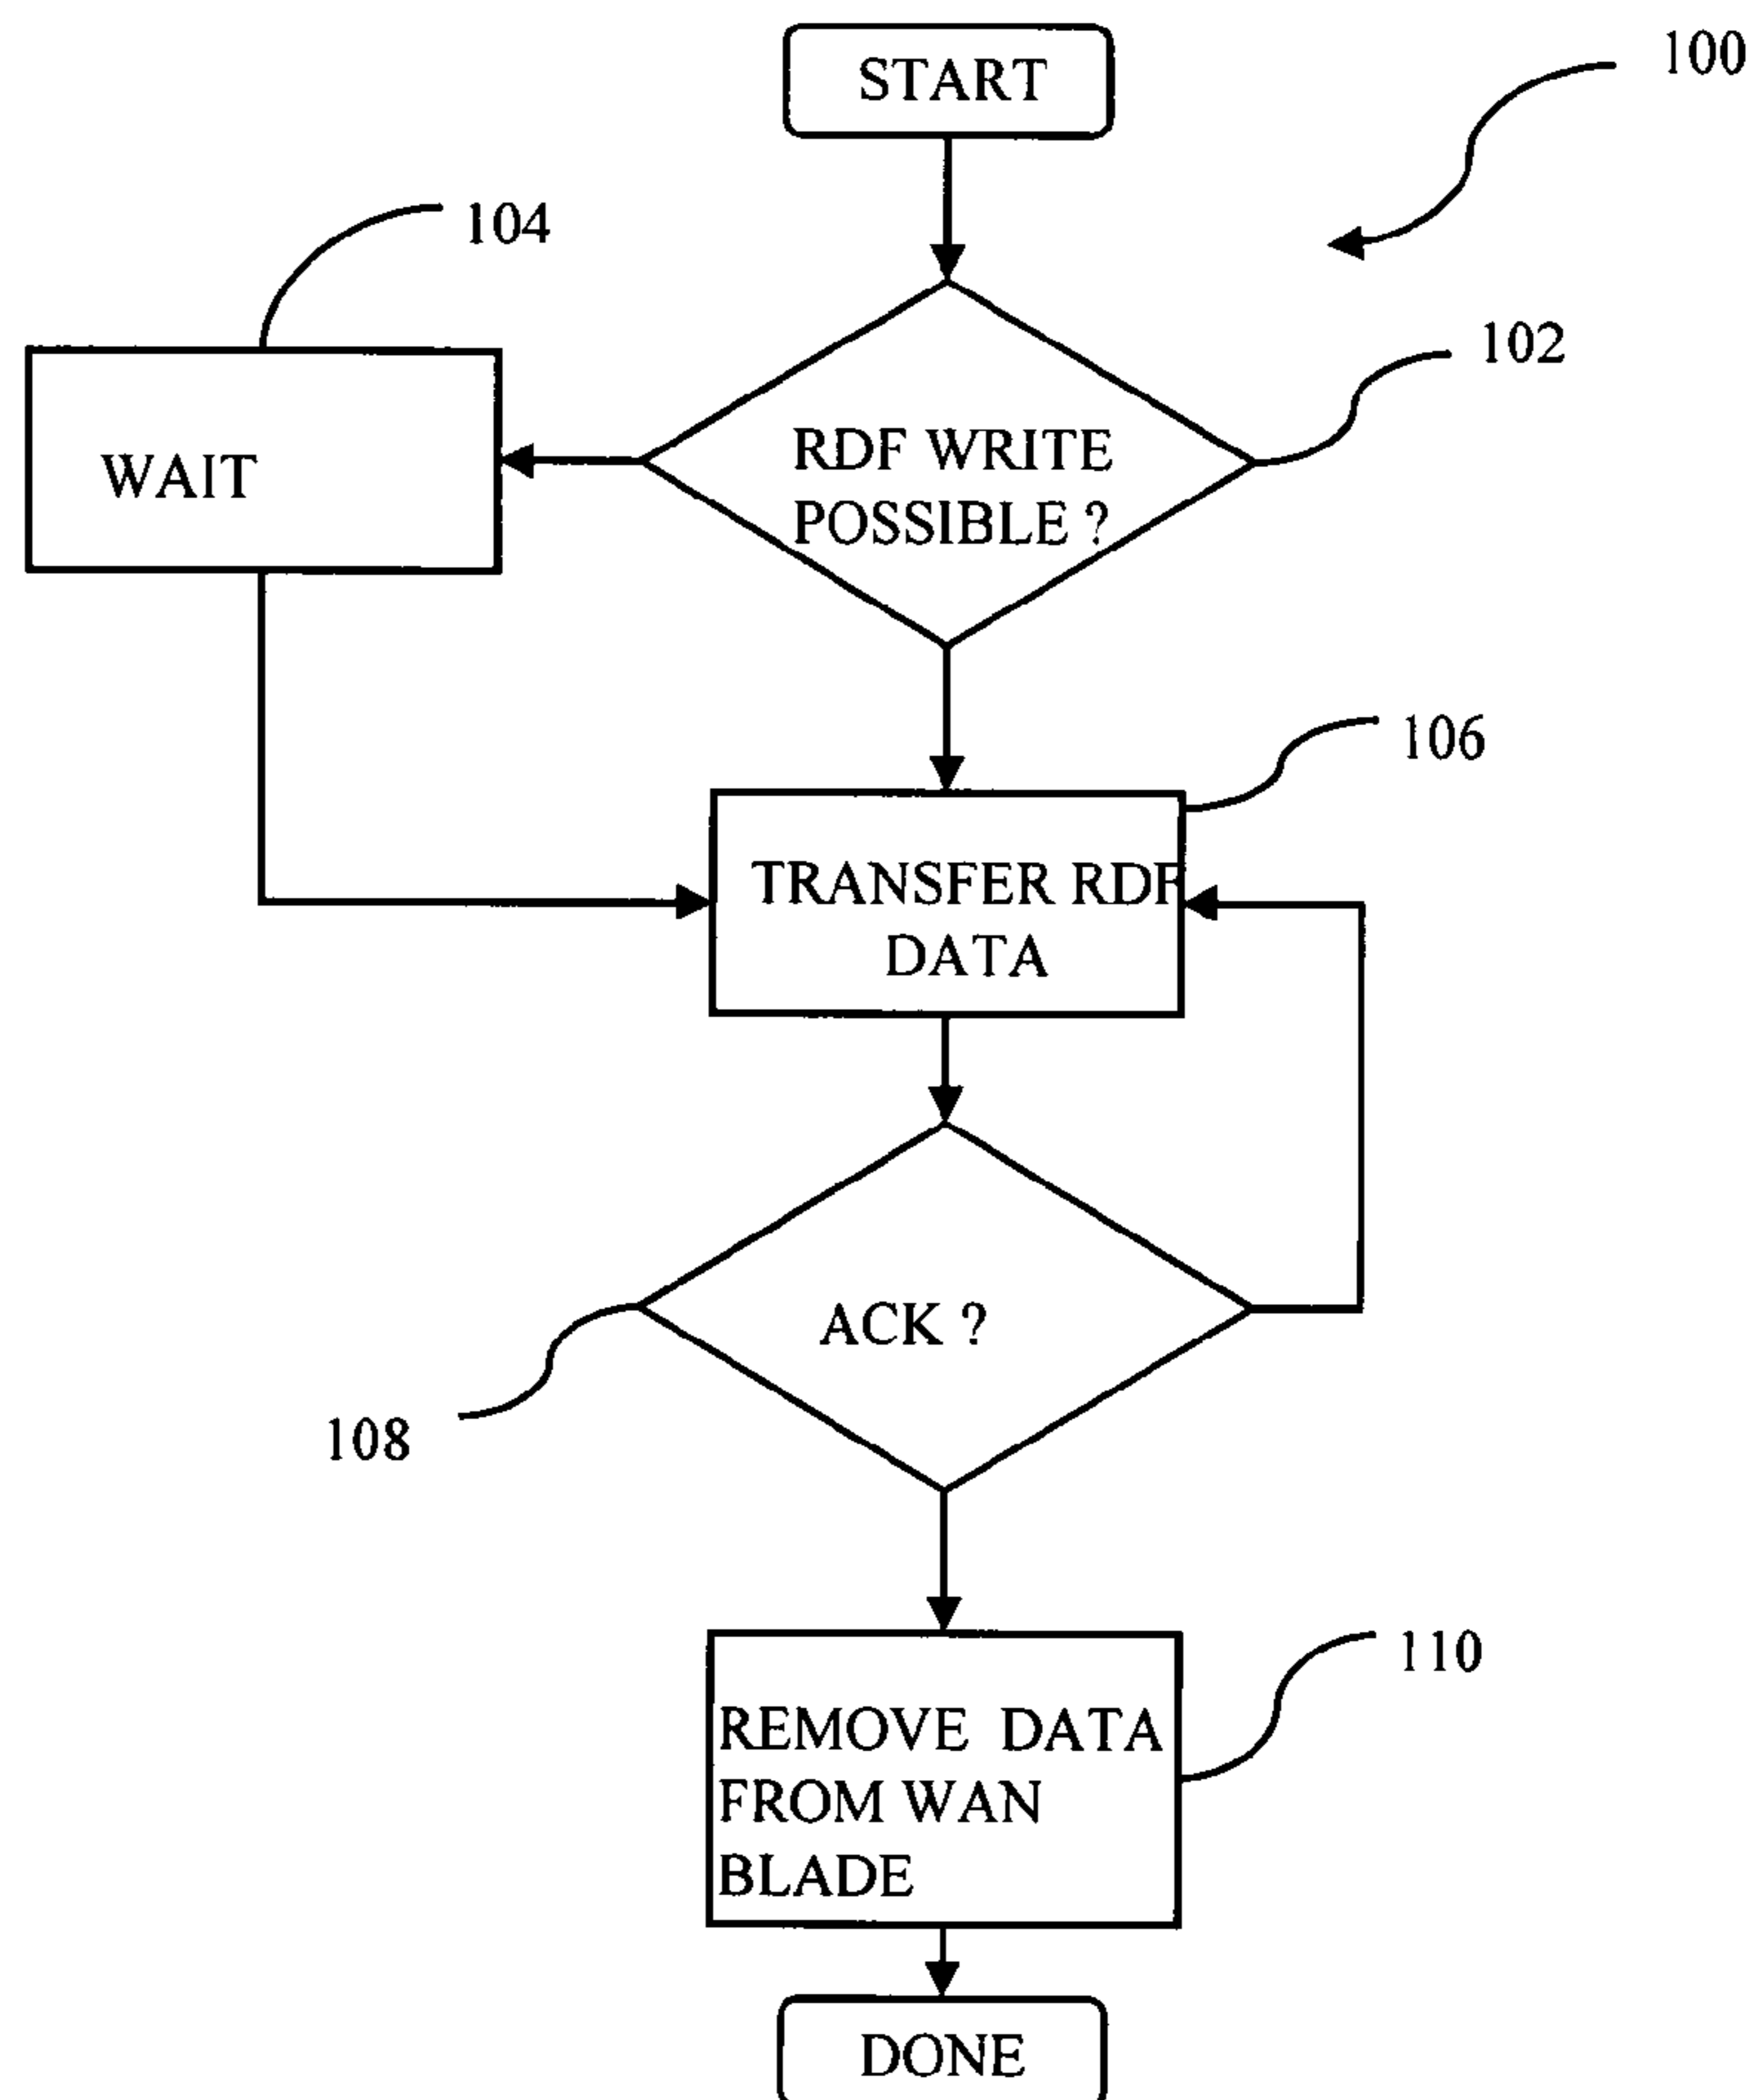 START
100
104
102
RDF WRITE
POSSIBLE ?
WAIT
106
TRANSFER RDF
DATA
ACK ?
108
110
REMOVE DATA
FROM WAN
BLADE
DONE